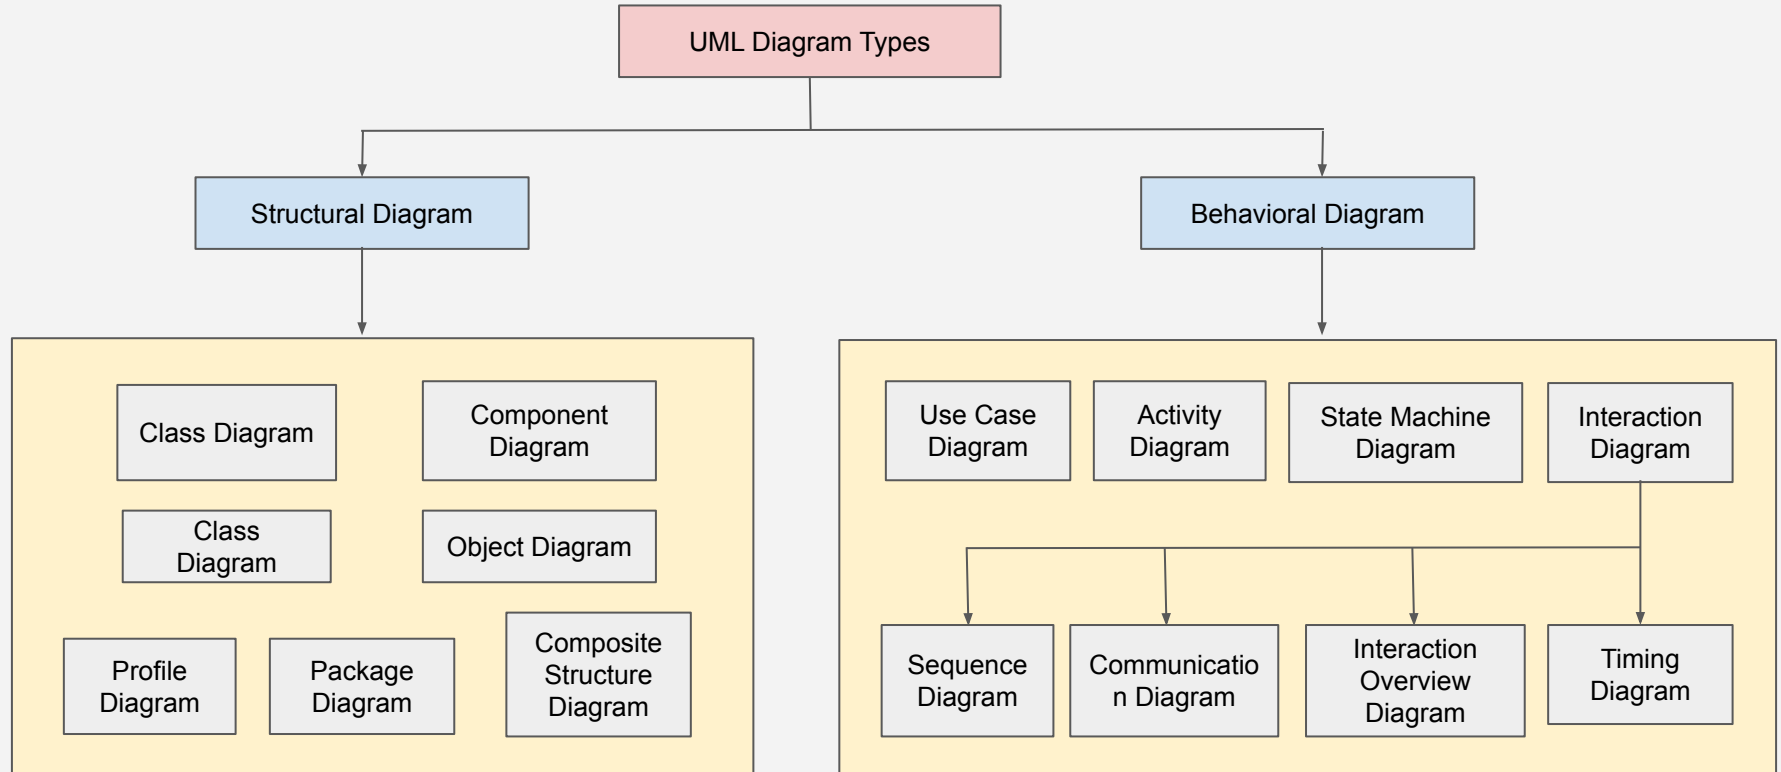 UML Diagram Types
Structural Diagram
Behavioral Diagram
Class Diagram
Component
Diagram
Class
Diagram
Object Diagram
Profile
Diagram
Package
Diagram
Composite
Structure
Diagram
Use Case
Diagram
Activity
Diagram
State Machine
Diagram
Interaction
Diagram
Sequence
Diagram
Communicatio
n Diagram
Interaction
Overview
Diagram
Timing
Diagram